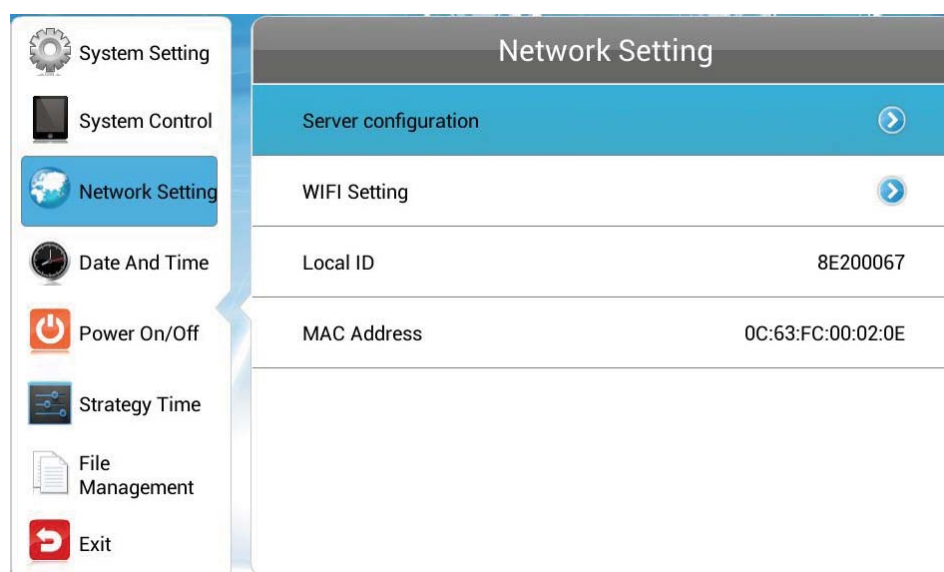 System Setting
System Control
Network Setting
Date And Time
Power On/Off
Strategy Time
File
Management
Exit
Network Setting
Server configuration
WIFI Setting
Local ID 8E200067
MAC Address 0C:63:FC:00:02:0E